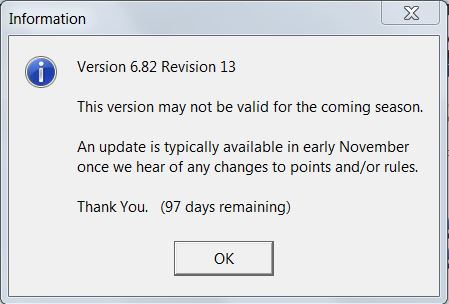 Information
Version 6.82 Revision 13
This version may not be valid for the coming season.
An update is typically available in early November
once we hear of any changes to points and/or rules.
Thank You.   (97 days remaining)
OK